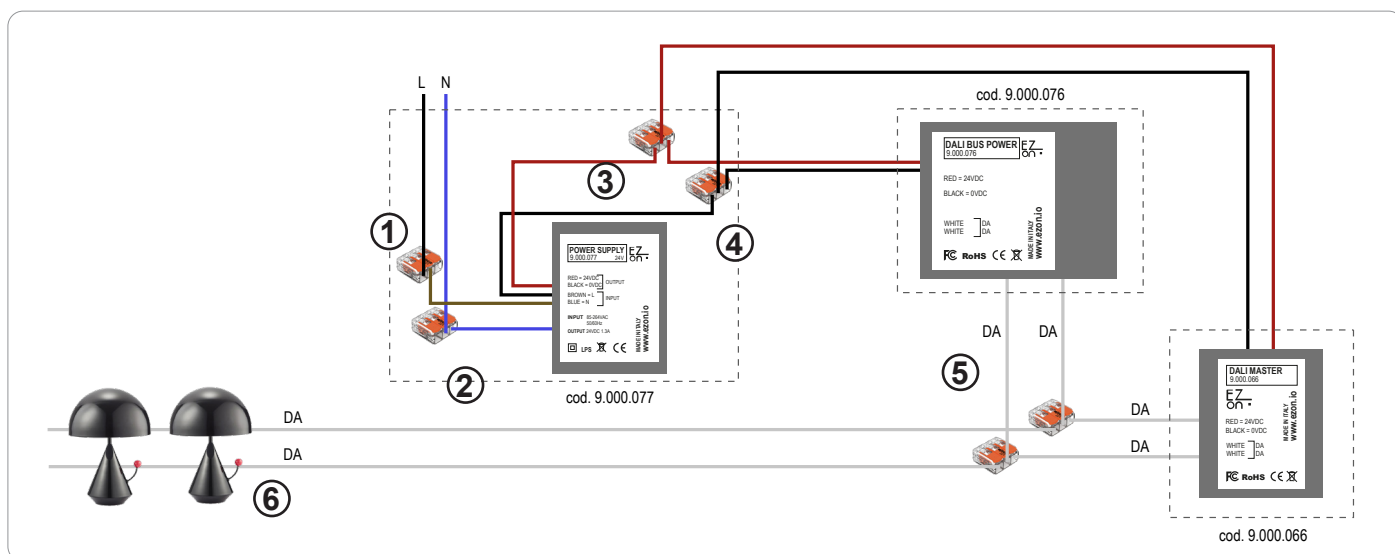 L N
cod. 9.000.076
DALI BUS POWER
9.000.076
EZ
on
RED = 24VDC
BLACK = 0VDC
WHITE DA
WHITE DA
MADE IN ITALY
www.ezon.io
FC RoHS CE
3
4
1
POWER SUPPLY
9.000.077 24V
EZ
on
RED = 24VDC
BLACK = 0VDC
OUTPUT
BROWN = L
BLUE = N
INPUT
INPUT 85-264VAC
50/60Hz
OUTPUT 24VDC 1.3A
MADE IN ITALY
www.ezon.io
LPS CE
2
cod. 9.000.077
DA DA
5
DALI MASTER
9.000.066
EZ
on
RED = 24VDC
BLACK = 0VDC
WHITE DA
WHITE DA
MADE IN ITALY
www.ezon.io
FC RoHS CE
DA
DA
DA
DA
6
cod. 9.000.066